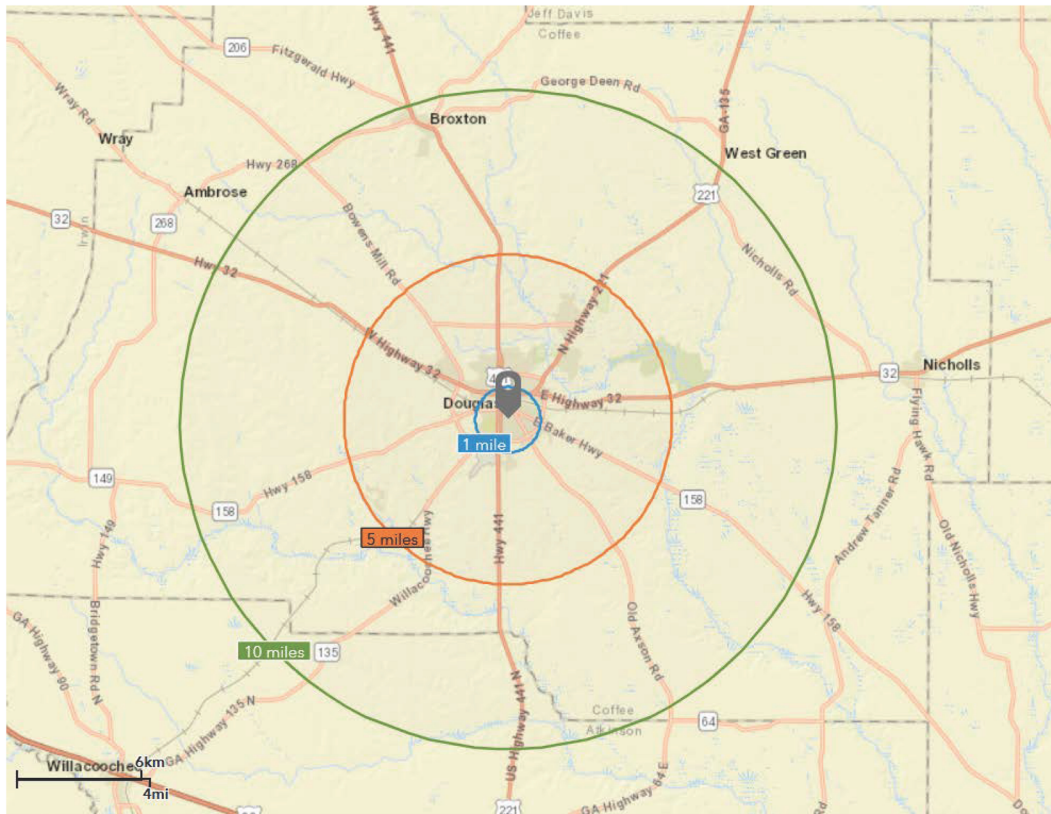 Jeff Davis
Coffee
Hwy 441
206
Fitzgerald Hwy
George Deen Rd
GA-135
Wray Rd
Broxton
Wray
West Green
Hwy 268
Ambrose
221
32
268
Irwin
Bowens Mill Rd
Nicholls Rd
Hwy 32
N Highway 221
W Highway 32
Nicholls
32
E Highway 32
Douglas
E Baker Hwy
1 mile
Flying Hawk Rd
149
Hwy 158
158
158
Andrew Tanner Rd
5 miles
Willacoochee Hwy
Hwy 441
Old Nicholls Hwy
Hwy 149
GA Highway 90
Bridgetown Rd N
Old Axson Rd
Hwy 158
10 miles
135
US Highway 441 N
GA Highway 135 N
Coffee
Atkinson
64
Willacoochee
6km
4mi
GA Highway 64 E
221
Rd